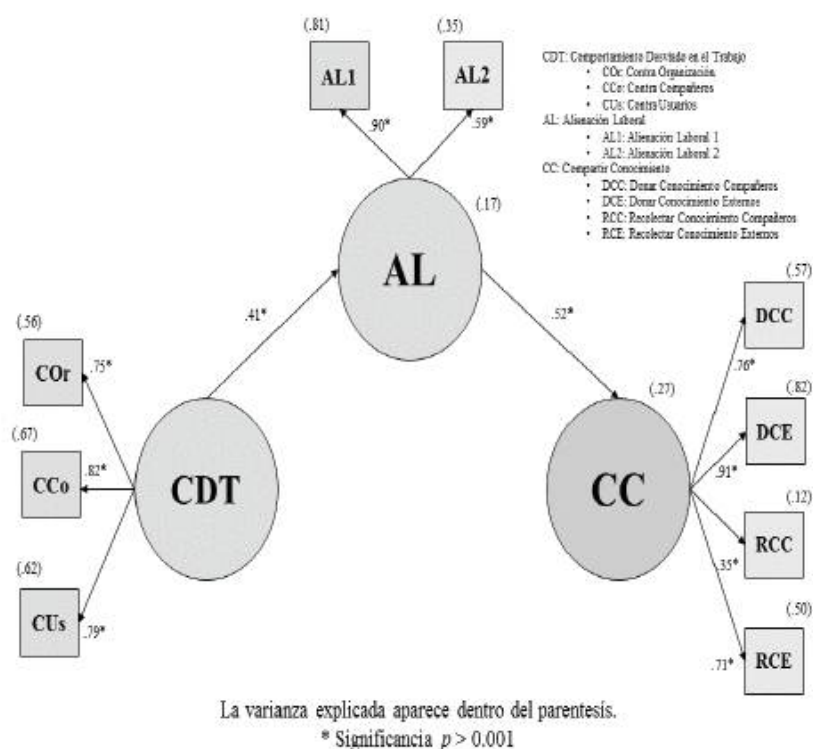 (.81)
(.35)
AL1
AL2
.90*
.59*
CDT: Comportamiento Desviado en el Trabajo
• COr: Contra Organización.
• CCo: Contra Compañeros
• CUs: Contra Usuarios
AL: Alienación Laboral
• AL1: Alienación Laboral 1
• AL2: Alienación Laboral 2
CC: Compartir Conocimiento
• DCC: Donar Conocimiento Compañeros
• DCE: Donar Conocimiento Externos
• RCC: Recolectar Conocimiento Compañeros
• RCE: Recolectar Conocimiento Externos
(.17)
AL
.41*
.52*
(.56)
COr
.75*
(.67)
CCo
.82*
(.62)
CUs
.79*
CDT
(.27)
CC
(.57)
DCC
.76*
(.82)
DCE
.91*
(.12)
RCC
.35*
(.50)
RCE
.71*
La varianza explicada aparece dentro del parentesís.
* Significancia p > 0.001